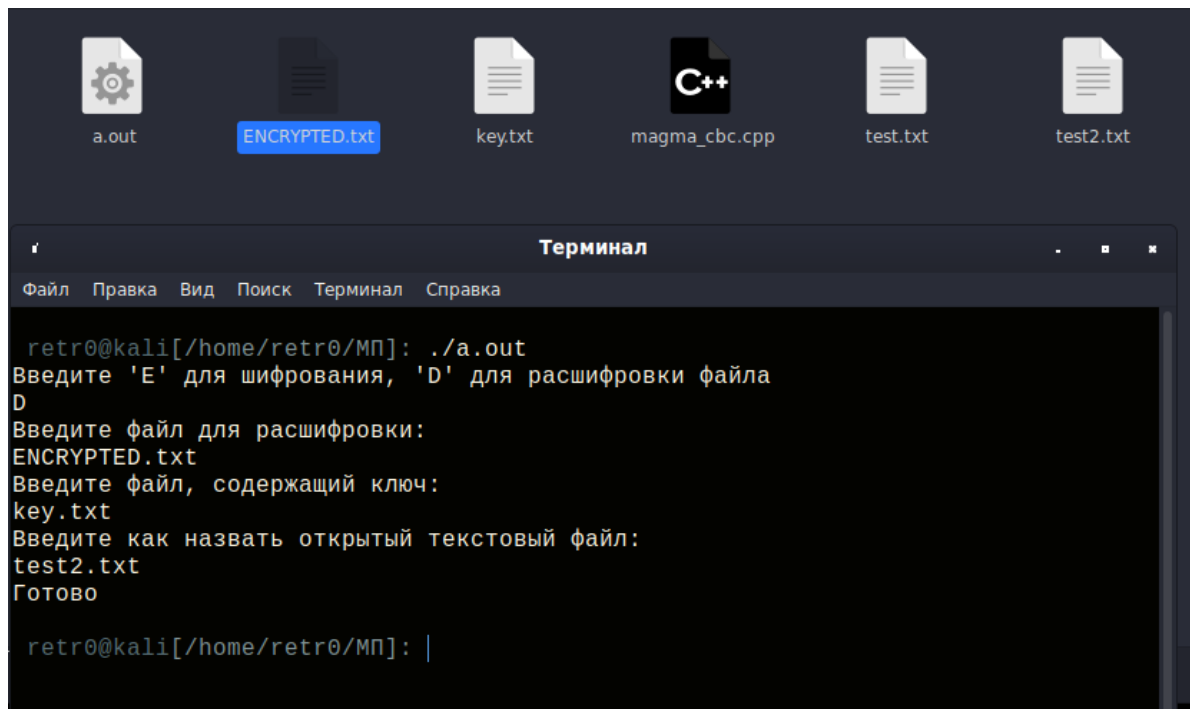 a.out ENCRYPTED.txt key.txt magma_cbc.cpp test.txt test2.txt
Терминал
Файл Правка Вид Поиск Терминал Справка
retr0@kali[/home/retr0/МП]: ./a.out
Введите 'E' для шифрования, 'D' для расшифровки файла
D
Введите файл для расшифровки:
ENCRYPTED.txt
Введите файл, содержащий ключ:
key.txt
Введите как назвать открытый текстовый файл:
test2.txt
Готово
retr0@kali[/home/retr0/МП]: